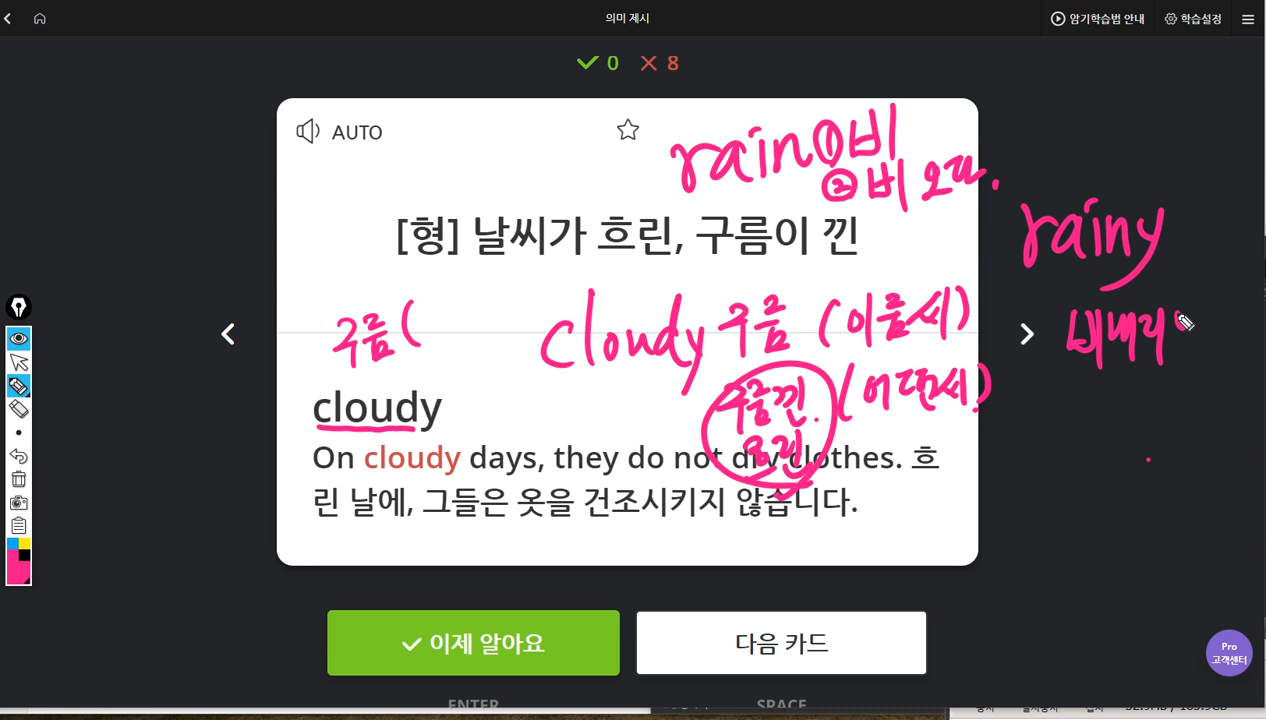 의미 제시
암기학습법 안내
학습설정
0
8
AUTO
rain ①비
②비 오다.
[형] 날씨가 흐린, 구름이 낀
rainy
구름(
cloudy 구름 (이름씨)
구름낀. (어떤씨)
흐린
cloudy
On cloudy days, they do not dry clothes. 흐
린 날에, 그들은 옷을 건조시키지 않습니다.
이제 알아요
다음 카드
Pro
고객센터
ENTER
SPACE